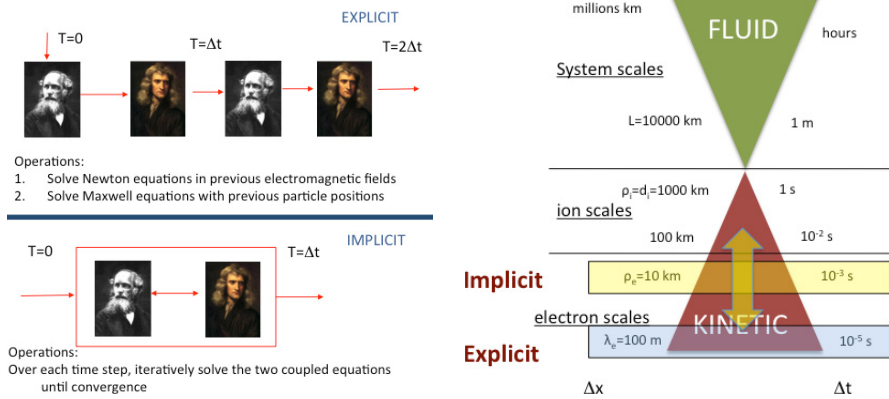 EXPLICIT
T=0
T=Δt
T=2Δt
Operations:
1. Solve Newton equations in previous electromagnetic fields
2. Solve Maxwell equations with previous particle positions
IMPLICIT
T=0
T=Δt
Operations:
Over each time step, iteratively solve the two coupled equations
until convergence
millions km
FLUID
hours
System scales
L=10000 km
1 m
ρi=di=1000 km
1 s
ion scales
100 km
10⁻² s
Implicit
ρe=10 km
10⁻³ s
electron scales
KINETIC
Explicit
λe=100 m
10⁻⁵ s
Δx
Δt